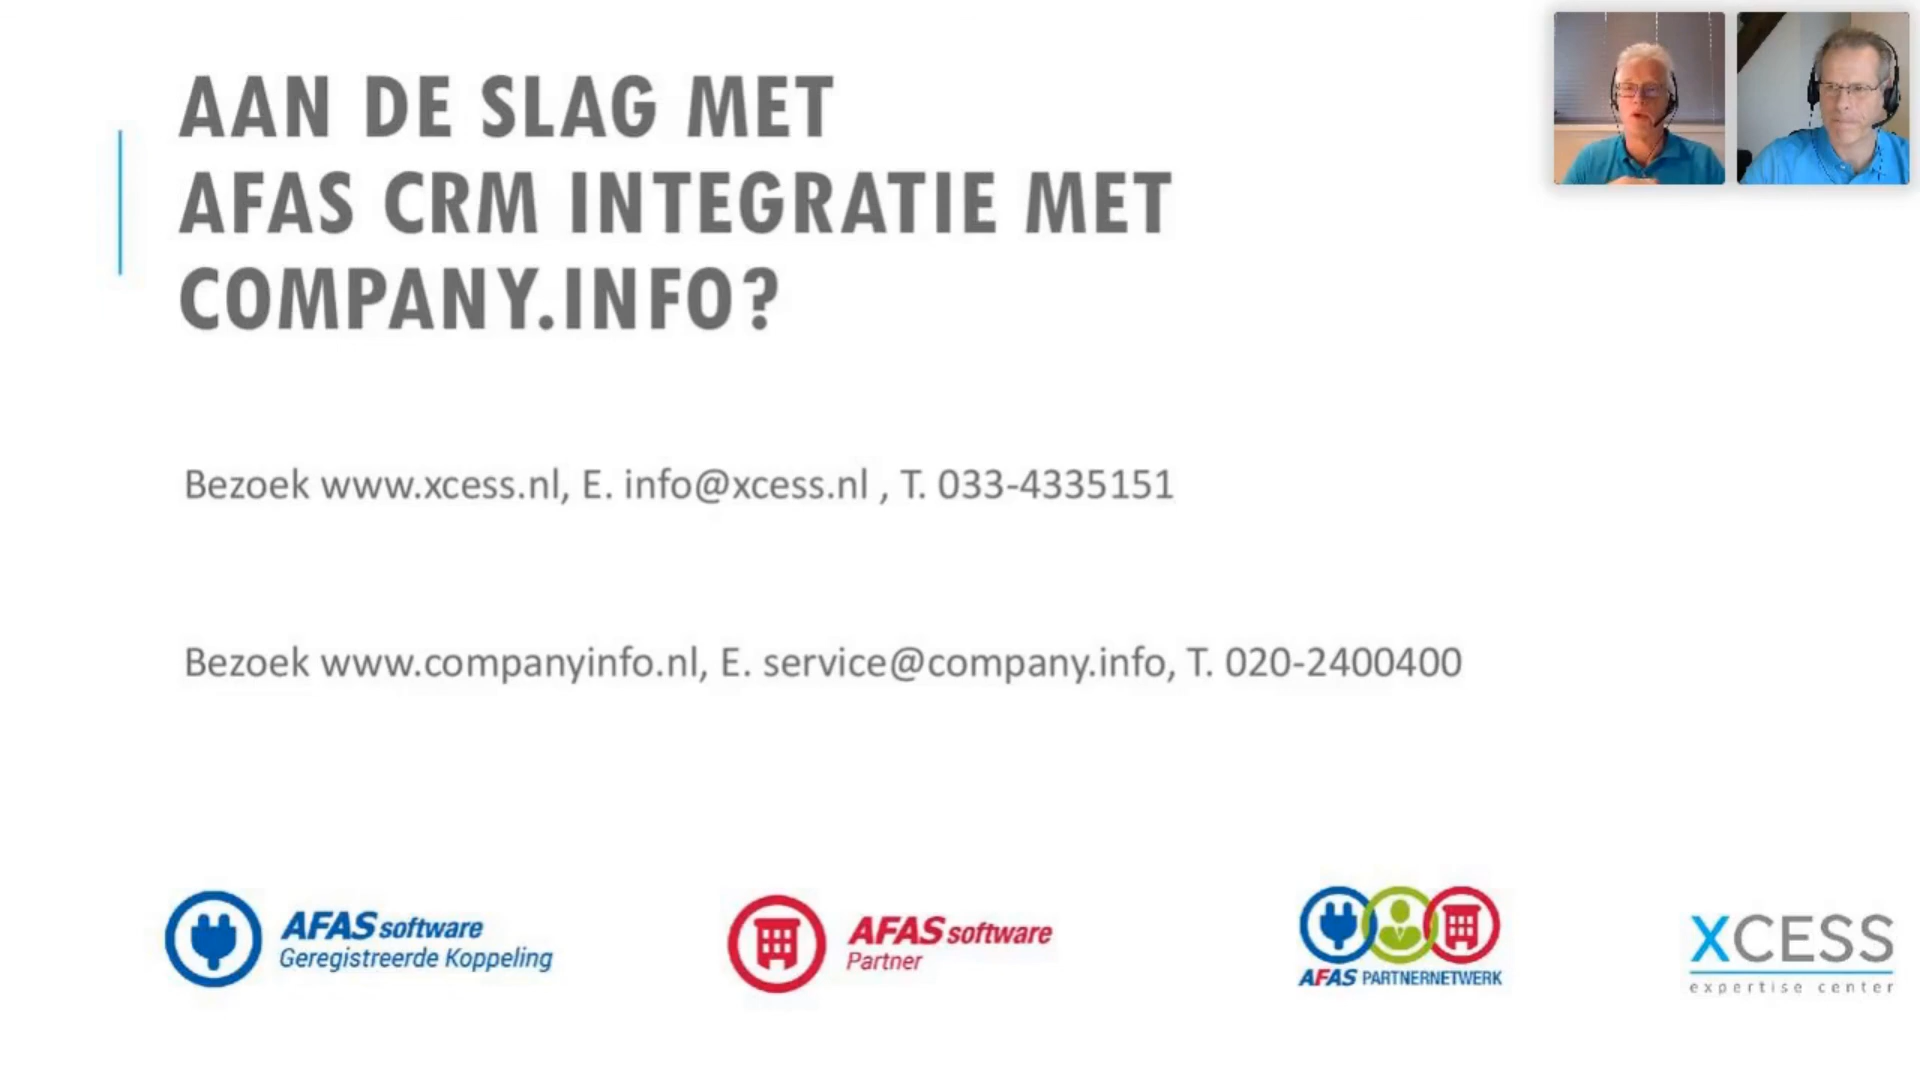 AAN DE SLAG MET
AFAS CRM INTEGRATIE MET
COMPANY.INFO?
Bezoek www.xcess.nl, E. info@xcess.nl , T. 033-4335151
Bezoek www.companyinfo.nl, E. service@company.info, T. 020-2400400
AFAS software
Geregistreerde Koppeling
AFAS software
Partner
AFAS PARTNERNETWERK
XCESS
expertise center